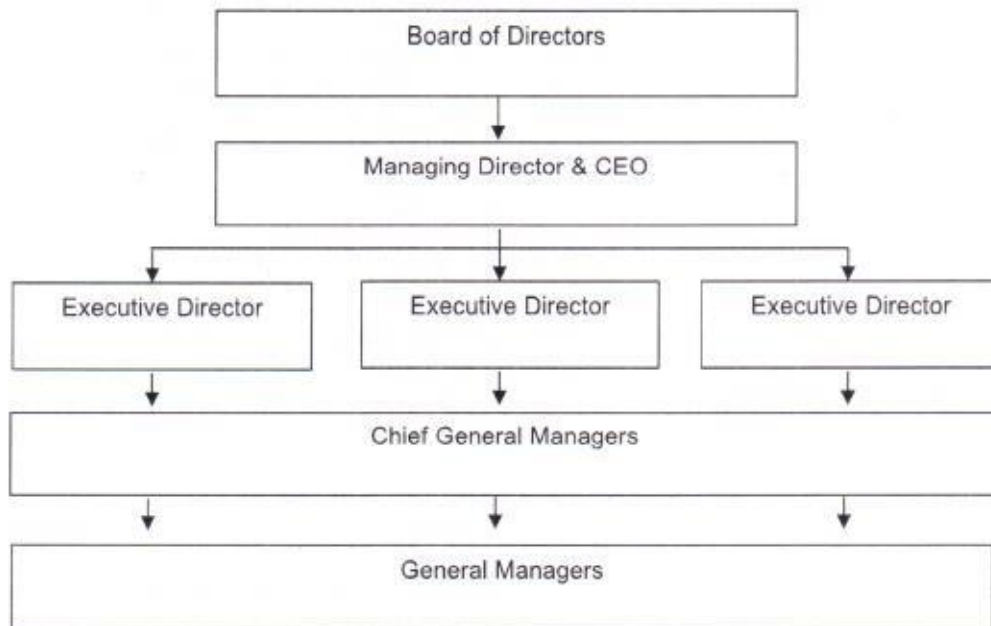 Board of Directors
Managing Director & CEO
Executive Director
Executive Director
Executive Director
Chief General Managers
General Managers